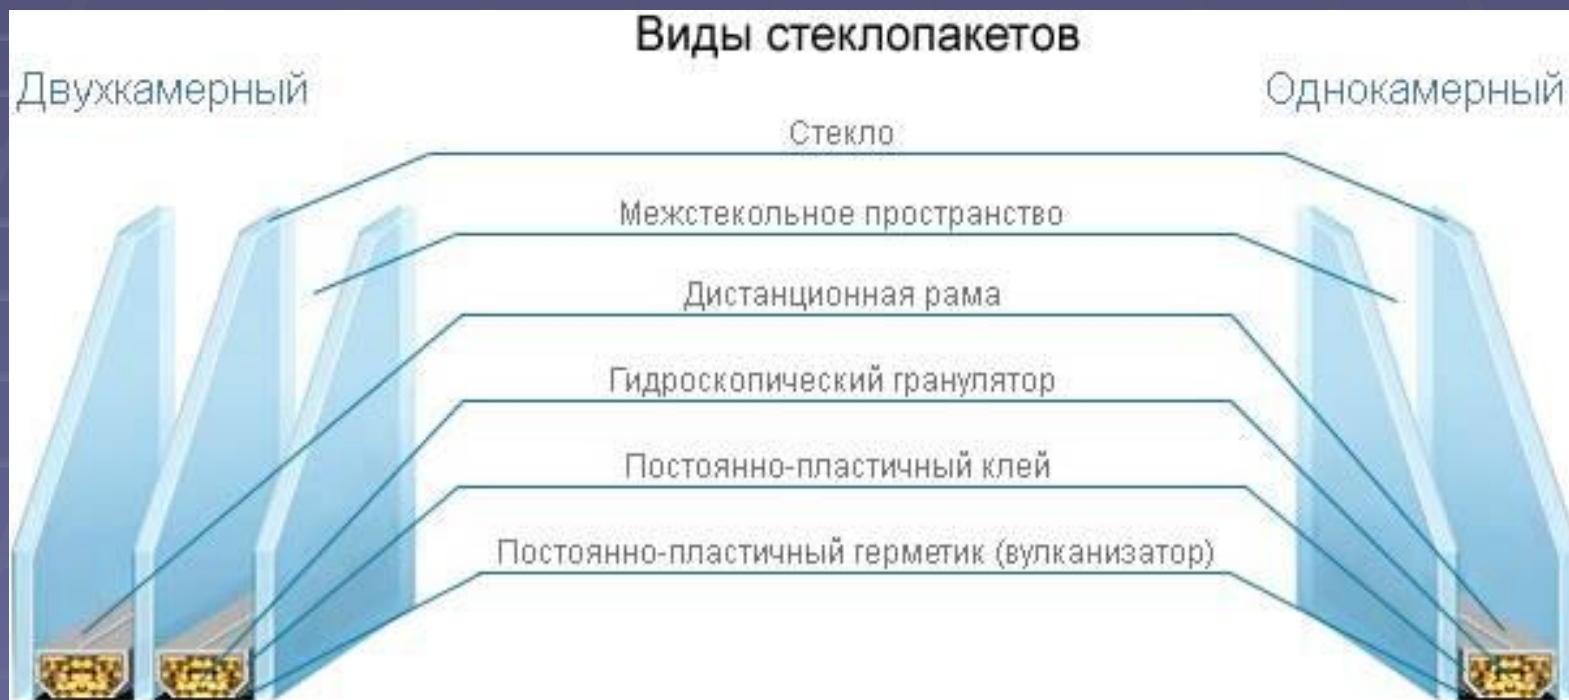 Виды стеклопакетов
Двухкамерный
Однокамерный
Стекло
Межстекольное пространство
Дистанционная рама
Гидроскопический гранулятор
Постоянно-пластичный клей
Постоянно-пластичный герметик (вулканизатор)